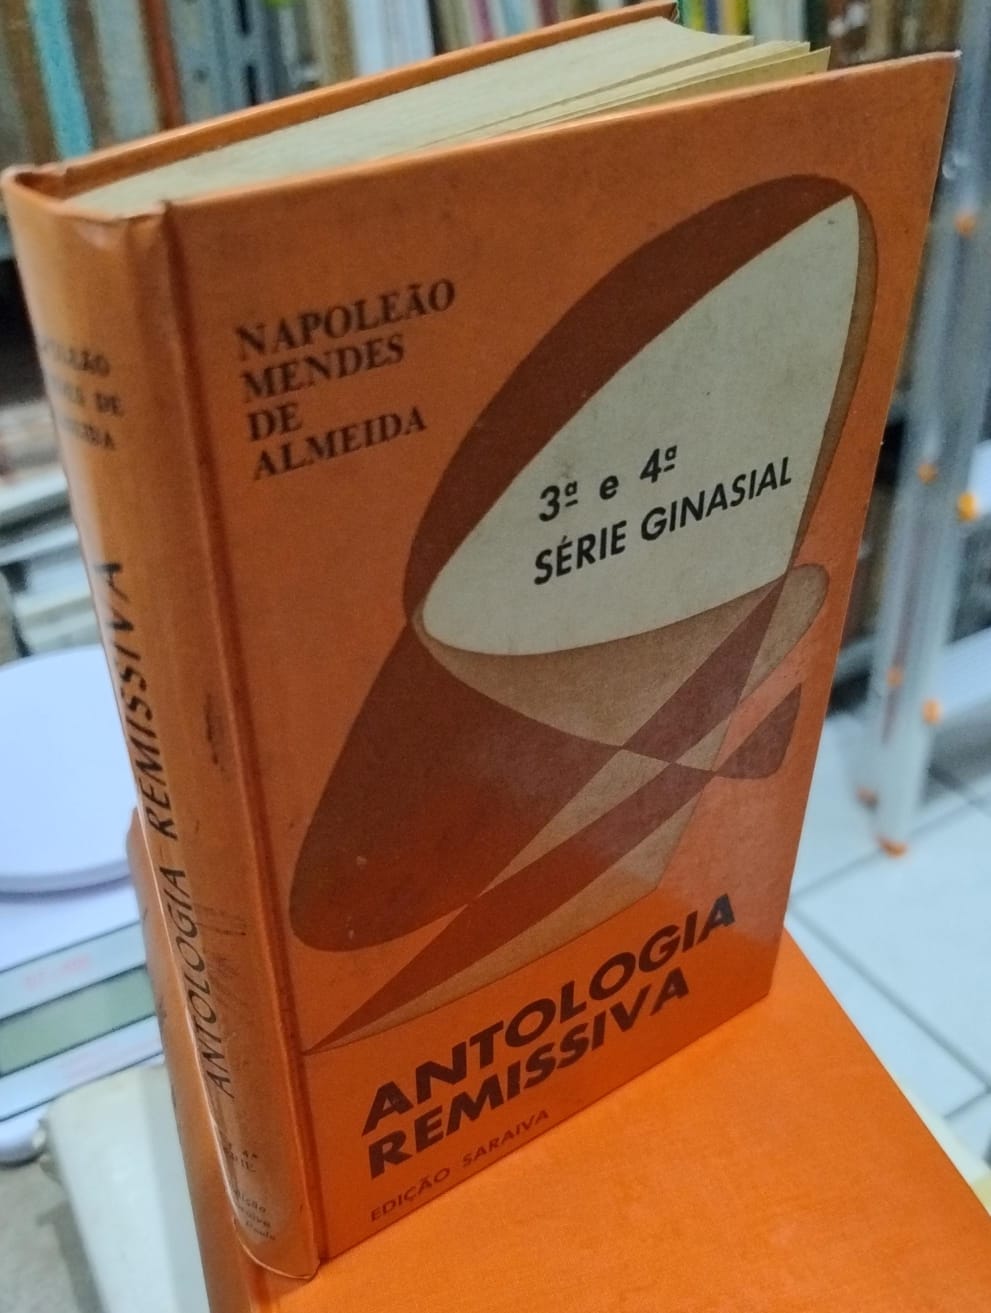 NAPOLEÃO
MENDES
DE
ALMEIDA
3ª e 4ª
SÉRIE GINASIAL
ANTOLOGIA
REMISSIVA
EDIÇÃO SARAIVA
ANTOLOGIA REMISSIVA